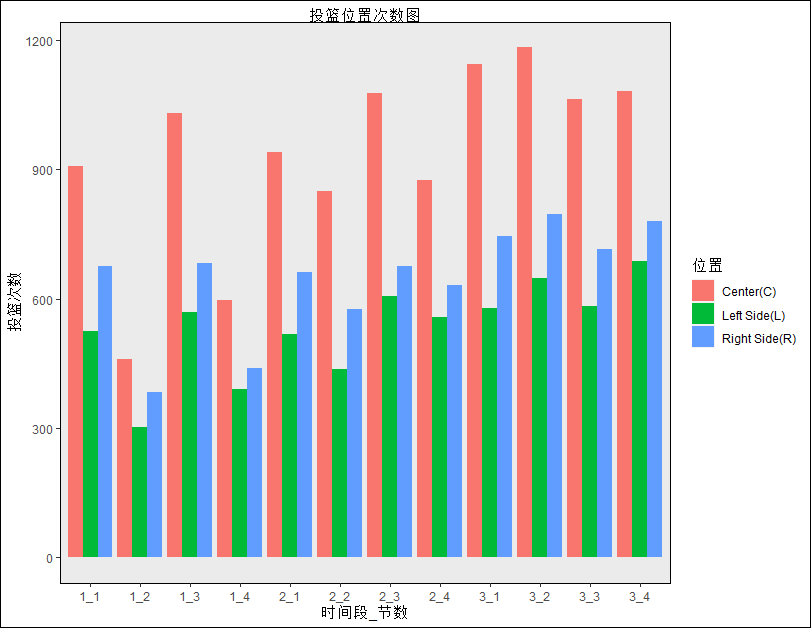 投篮位置次数图
1200
900
600
300
0
投篮次数
1_1 1_2 1_3 1_4 2_1 2_2 2_3 2_4 3_1 3_2 3_3 3_4
时间段_节数
位置
Center(C)
Left Side(L)
Right Side(R)